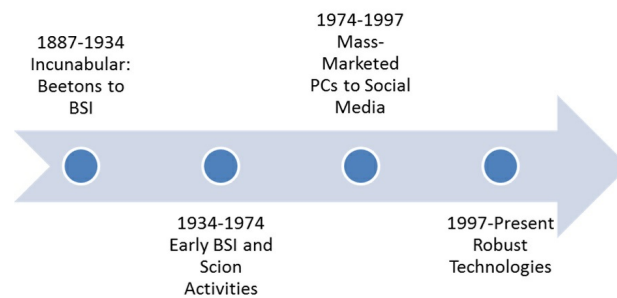 1887-1934
Incunabular:
Beetons to
BSI
1934-1974
Early BSI and
Scion
Activities
1974-1997
Mass-
Marketed
PCs to Social
Media
1997-Present
Robust
Technologies